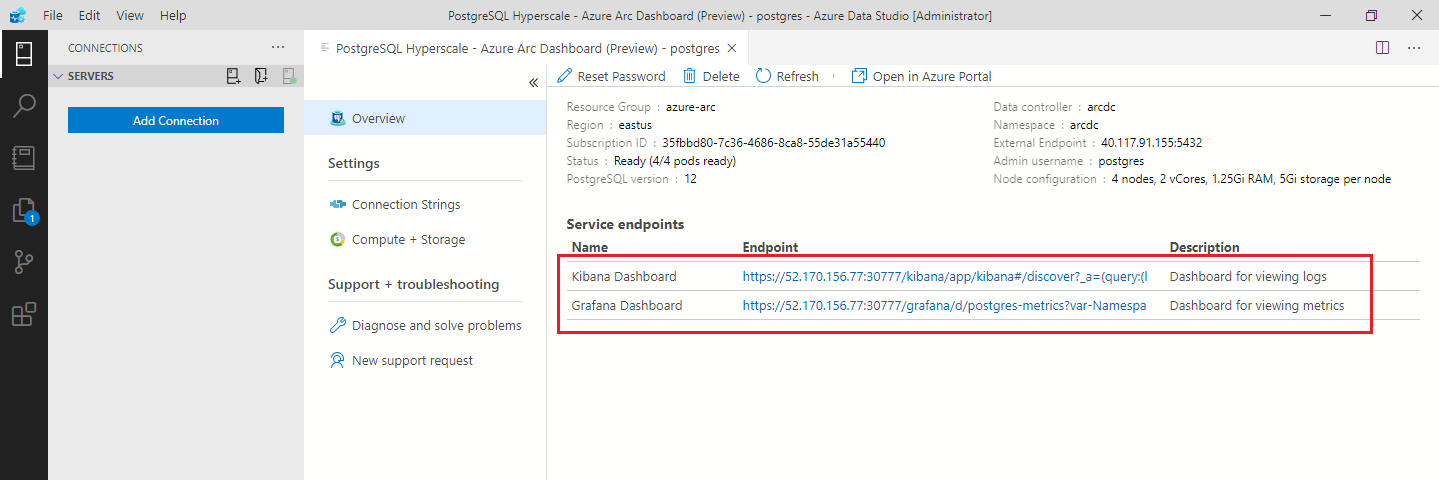 File Edit View Help PostgreSQL Hyperscale - Azure Arc Dashboard (Preview) - postgres - Azure Data Studio [Administrator]
CONNECTIONS
SERVERS
Add Connection
1
PostgreSQL Hyperscale - Azure Arc Dashboard (Preview) - postgres
Overview
Settings
Connection Strings
Compute + Storage
Support + troubleshooting
Diagnose and solve problems
New support request
Reset Password Delete Refresh Open in Azure Portal
Resource Group : azure-arc
Region : eastus
Subscription ID : 35fbbd80-7c36-4686-8ca8-55de31a55440
Status : Ready (4/4 pods ready)
PostgreSQL version : 12
Data controller : arcdc
Namespace : arcdc
External Endpoint : 40.117.91.155:5432
Admin username : postgres
Node configuration : 4 nodes, 2 vCores, 1.25Gi RAM, 5Gi storage per node
Service endpoints
Name Endpoint Description
Kibana Dashboard https://52.170.156.77:30777/kibana/app/kibana#/discover?_a=(query:(l Dashboard for viewing logs
Grafana Dashboard https://52.170.156.77:30777/grafana/d/postgres-metrics?var-Namespa Dashboard for viewing metrics